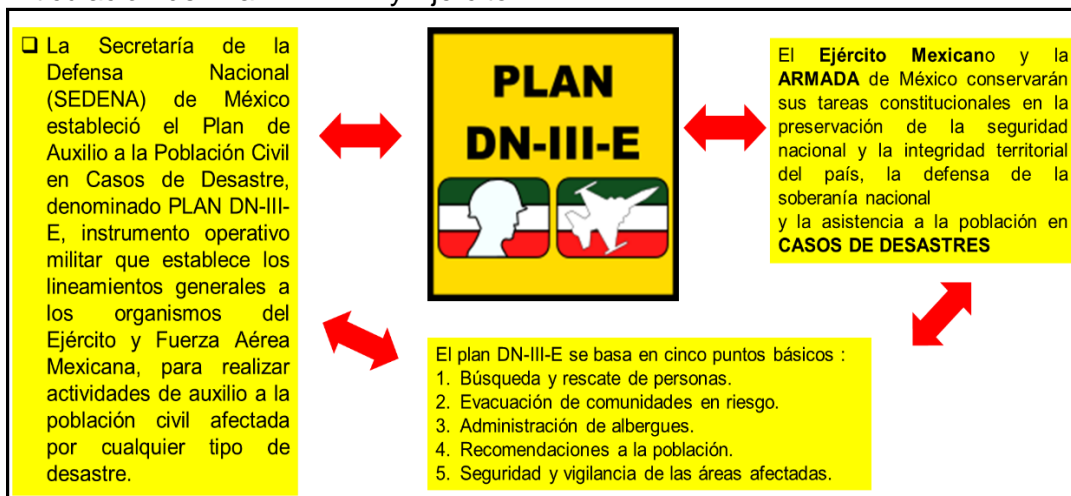 ❑ La Secretaría de la
Defensa Nacional
(SEDENA) de México
estableció el Plan de
Auxilio a la Población Civil
en Casos de Desastre,
denominado PLAN DN-III-
E, instrumento operativo
militar que establece los
lineamientos generales a
los organismos del
Ejército y Fuerza Aérea
Mexicana, para realizar
actividades de auxilio a la
población civil afectada
por cualquier tipo de
desastre.
PLAN
DN-III-E
El Ejército Mexicano y la
ARMADA de México conservarán
sus tareas constitucionales en la
preservación de la seguridad
nacional y la integridad territorial
del país, la defensa de la
soberanía nacional
y la asistencia a la población en
CASOS DE DESASTRES
El plan DN-III-E se basa en cinco puntos básicos :
1. Búsqueda y rescate de personas.
2. Evacuación de comunidades en riesgo.
3. Administración de albergues.
4. Recomendaciones a la población.
5. Seguridad y vigilancia de las áreas afectadas.